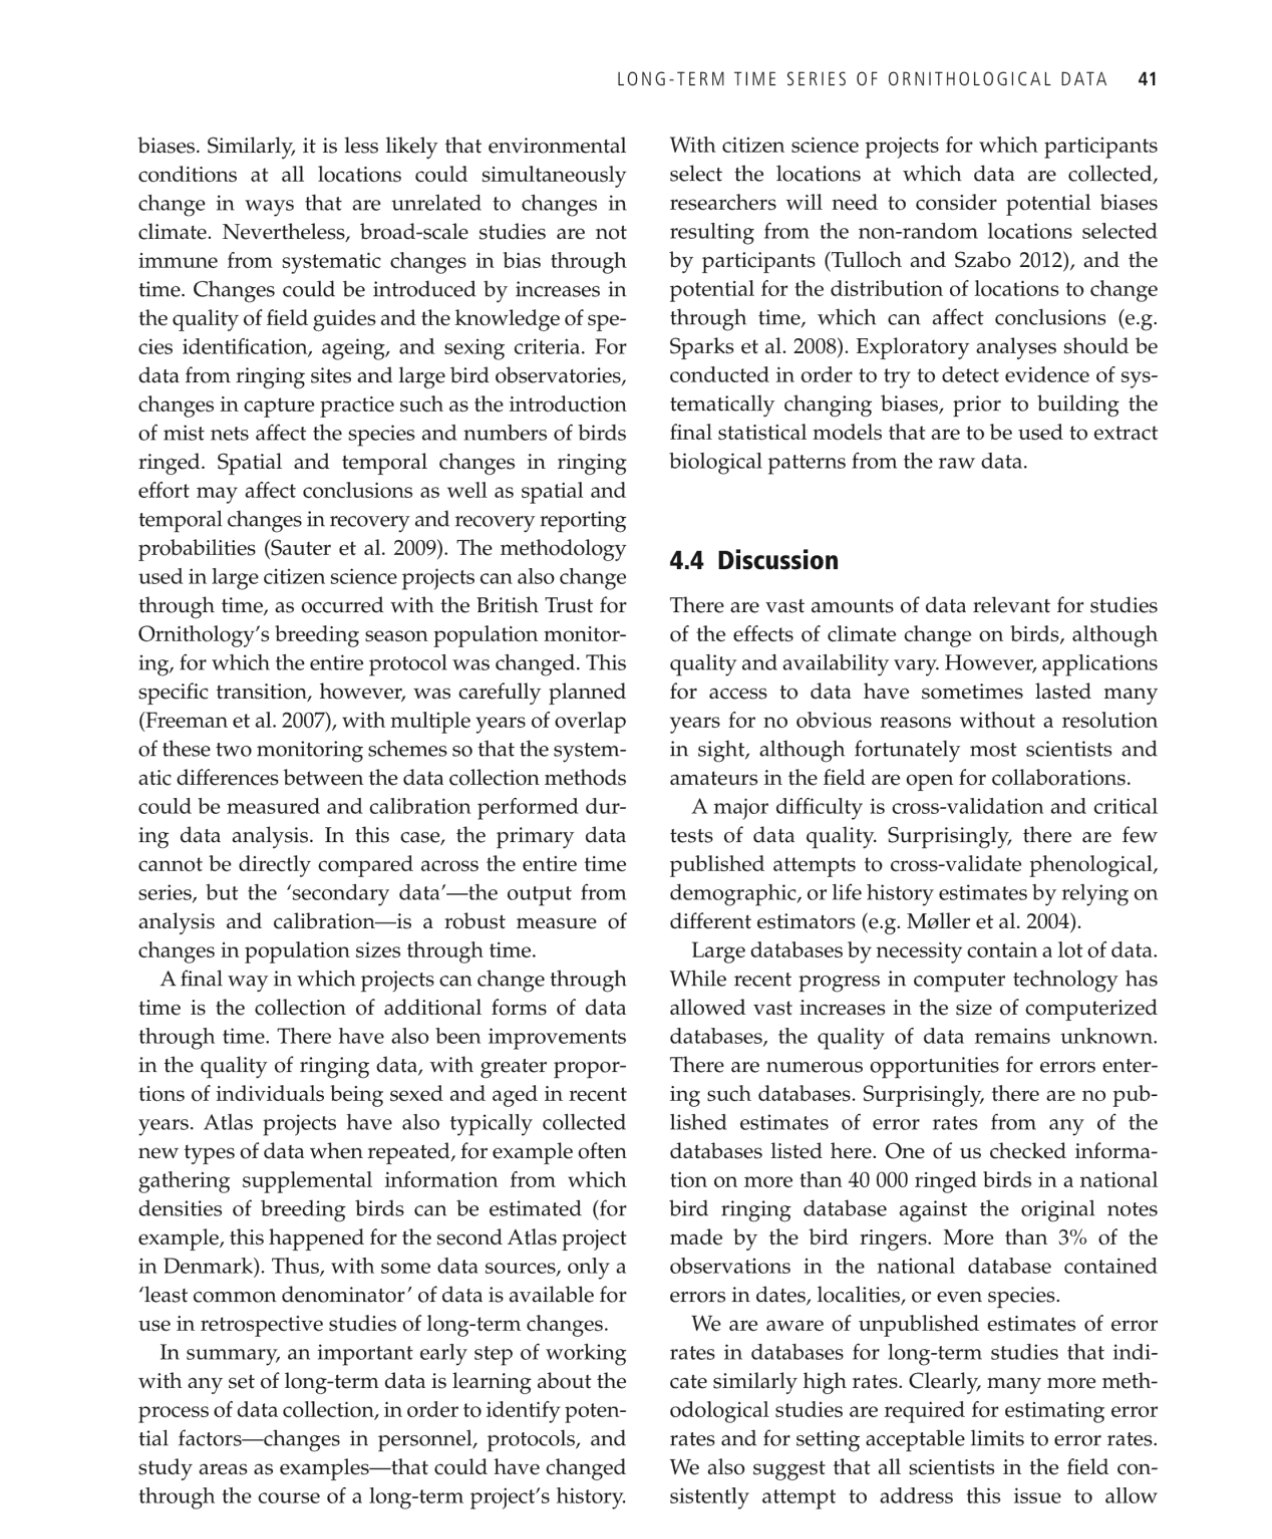 LONG-TERM TIME SERIES OF ORNITHOLOGICAL DATA 41
biases. Similarly, it is less likely that environmental
conditions at all locations could simultaneously
change in ways that are unrelated to changes in
climate. Nevertheless, broad-scale studies are not
immune from systematic changes in bias through
time. Changes could be introduced by increases in
the quality of field guides and the knowledge of spe-
cies identification, ageing, and sexing criteria. For
data from ringing sites and large bird observatories,
changes in capture practice such as the introduction
of mist nets affect the species and numbers of birds
ringed. Spatial and temporal changes in ringing
effort may affect conclusions as well as spatial and
temporal changes in recovery and recovery reporting
probabilities (Sauter et al. 2009). The methodology
used in large citizen science projects can also change
through time, as occurred with the British Trust for
Ornithology's breeding season population monitor-
ing, for which the entire protocol was changed. This
specific transition, however, was carefully planned
(Freeman et al. 2007), with multiple years of overlap
of these two monitoring schemes so that the system-
atic differences between the data collection methods
could be measured and calibration performed dur-
ing data analysis. In this case, the primary data
cannot be directly compared across the entire time
series, but the 'secondary data'—the output from
analysis and calibration—is a robust measure of
changes in population sizes through time.
A final way in which projects can change through
time is the collection of additional forms of data
through time. There have also been improvements
in the quality of ringing data, with greater propor-
tions of individuals being sexed and aged in recent
years. Atlas projects have also typically collected
new types of data when repeated, for example often
gathering supplemental information from which
densities of breeding birds can be estimated (for
example, this happened for the second Atlas project
in Denmark). Thus, with some data sources, only a
'least common denominator' of data is available for
use in retrospective studies of long-term changes.
In summary, an important early step of working
with any set of long-term data is learning about the
process of data collection, in order to identify poten-
tial factors—changes in personnel, protocols, and
study areas as examples—that could have changed
through the course of a long-term project's history.
With citizen science projects for which participants
select the locations at which data are collected,
researchers will need to consider potential biases
resulting from the non-random locations selected
by participants (Tulloch and Szabo 2012), and the
potential for the distribution of locations to change
through time, which can affect conclusions (e.g.
Sparks et al. 2008). Exploratory analyses should be
conducted in order to try to detect evidence of sys-
tematically changing biases, prior to building the
final statistical models that are to be used to extract
biological patterns from the raw data.
4.4 Discussion
There are vast amounts of data relevant for studies
of the effects of climate change on birds, although
quality and availability vary. However, applications
for access to data have sometimes lasted many
years for no obvious reasons without a resolution
in sight, although fortunately most scientists and
amateurs in the field are open for collaborations.
A major difficulty is cross-validation and critical
tests of data quality. Surprisingly, there are few
published attempts to cross-validate phenological,
demographic, or life history estimates by relying on
different estimators (e.g. Møller et al. 2004).
Large databases by necessity contain a lot of data.
While recent progress in computer technology has
allowed vast increases in the size of computerized
databases, the quality of data remains unknown.
There are numerous opportunities for errors enter-
ing such databases. Surprisingly, there are no pub-
lished estimates of error rates from any of the
databases listed here. One of us checked informa-
tion on more than 40 000 ringed birds in a national
bird ringing database against the original notes
made by the bird ringers. More than 3% of the
observations in the national database contained
errors in dates, localities, or even species.
We are aware of unpublished estimates of error
rates in databases for long-term studies that indi-
cate similarly high rates. Clearly, many more meth-
odological studies are required for estimating error
rates and for setting acceptable limits to error rates.
We also suggest that all scientists in the field con-
sistently attempt to address this issue to allow